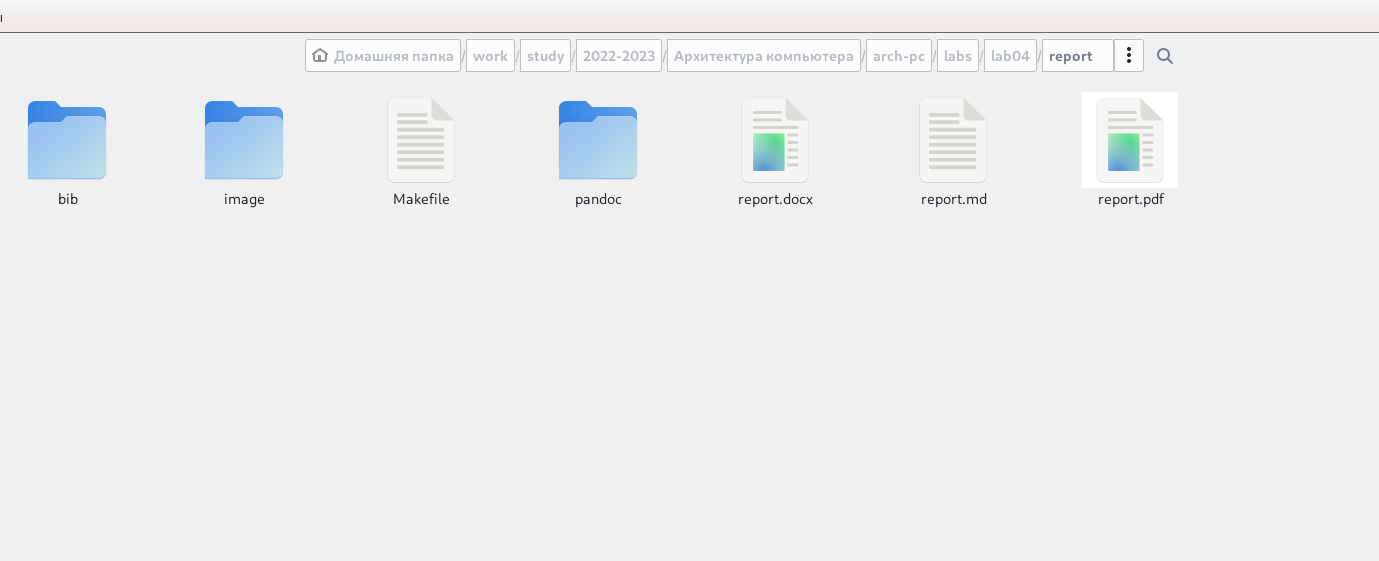 Домашняя папка / work / study / 2022-2023 / Архитектура компьютера / arch-pc / labs / lab04 / report
bib image Makefile pandoc report.docx report.md report.pdf